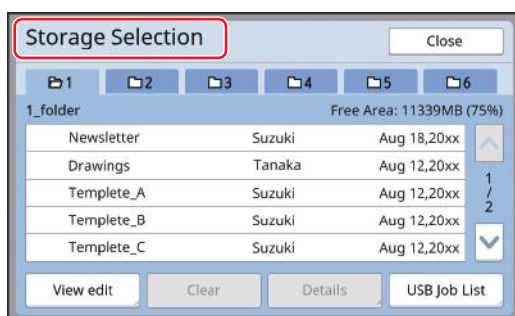 Storage Selection
Close
1 2 3 4 5 6
1_folder Free Area: 11339MB (75%)
Newsletter Suzuki Aug 18,20xx
Drawings Tanaka Aug 12,20xx
Templete_A Suzuki Aug 12,20xx
Templete_B Suzuki Aug 12,20xx
Templete_C Suzuki Aug 12,20xx
1
/
2
View edit Clear Details USB Job List